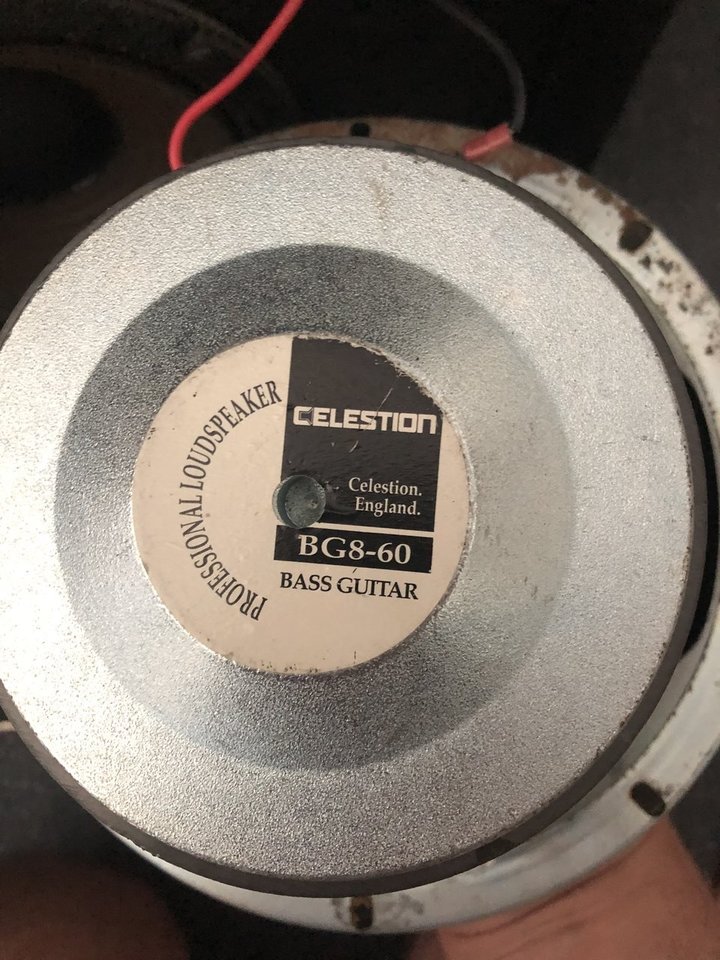 PROFESSIONAL LOUDSPEAKER
CELESTION
Celestion.
England.
BG8-60
BASS GUITAR